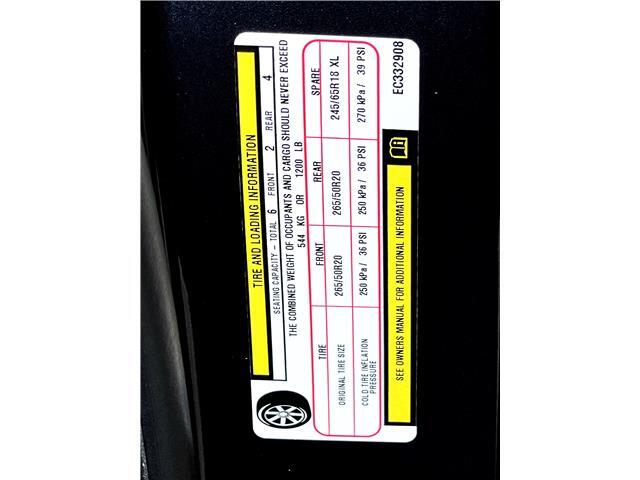 TIRE AND LOADING INFORMATION
SEATING CAPACITY - TOTAL 6 FRONT 2 REAR 4
THE COMBINED WEIGHT OF OCCUPANTS AND CARGO SHOULD NEVER EXCEED
544 KG OR 1200 LB
TIRE FRONT REAR SPARE
ORIGINAL TIRE SIZE 265/50R20 265/50R20 245/65R18 XL
COLD TIRE INFLATION
PRESSURE 250 kPa / 36 PSI 250 kPa / 36 PSI 270 kPa / 39 PSI
SEE OWNERS MANUAL FOR ADDITIONAL INFORMATION
EC332908